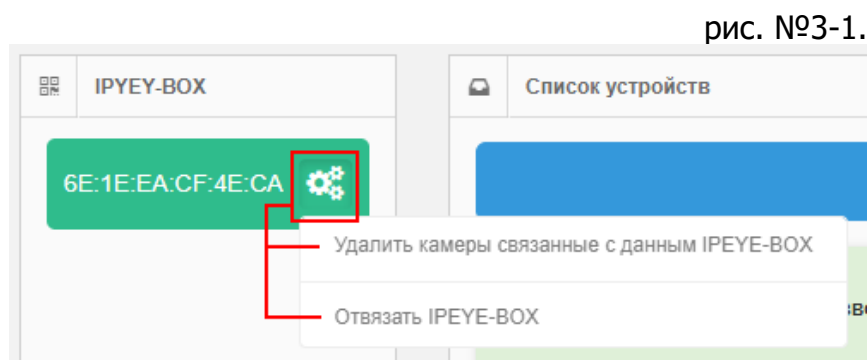 рис. №3-1.
IPYEY-BOX
Список устройств
6E:1E:EA:CF:4E:CA
Удалить камеры связанные с данным IPEYE-BOX
Отвязать IPEYE-BOX